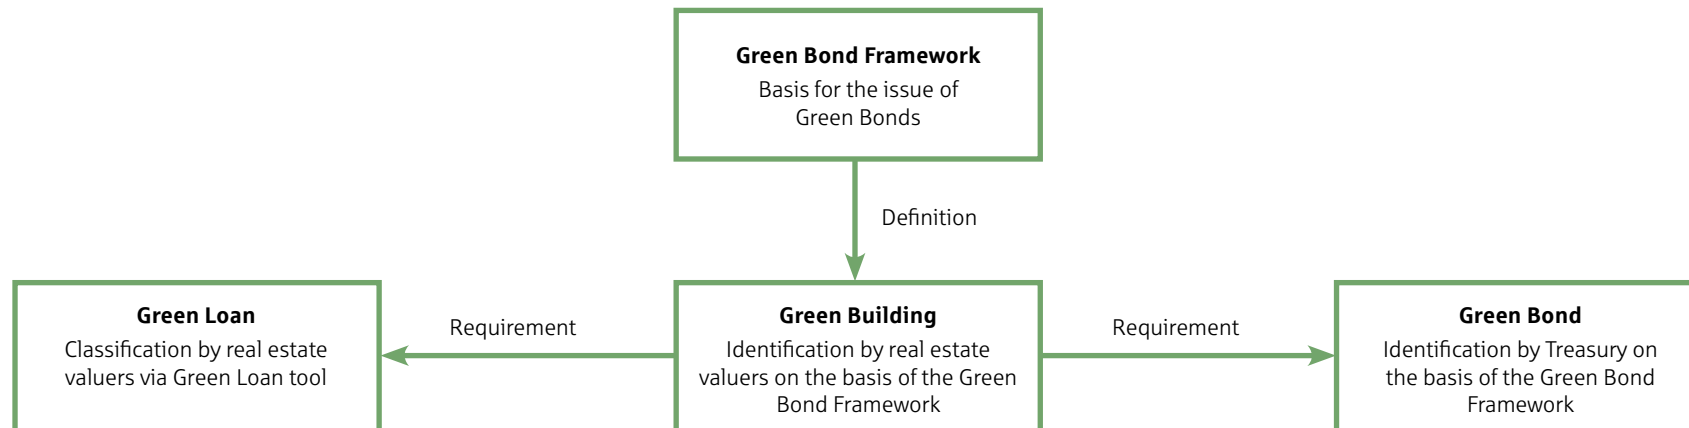 Green Bond Framework
Basis for the issue of
Green Bonds
Definition
Green Loan
Classification by real estate
valuers via Green Loan tool
Requirement
Green Building
Identification by real estate
valuers on the basis of the Green
Bond Framework
Requirement
Green Bond
Identification by Treasury on
the basis of the Green Bond
Framework